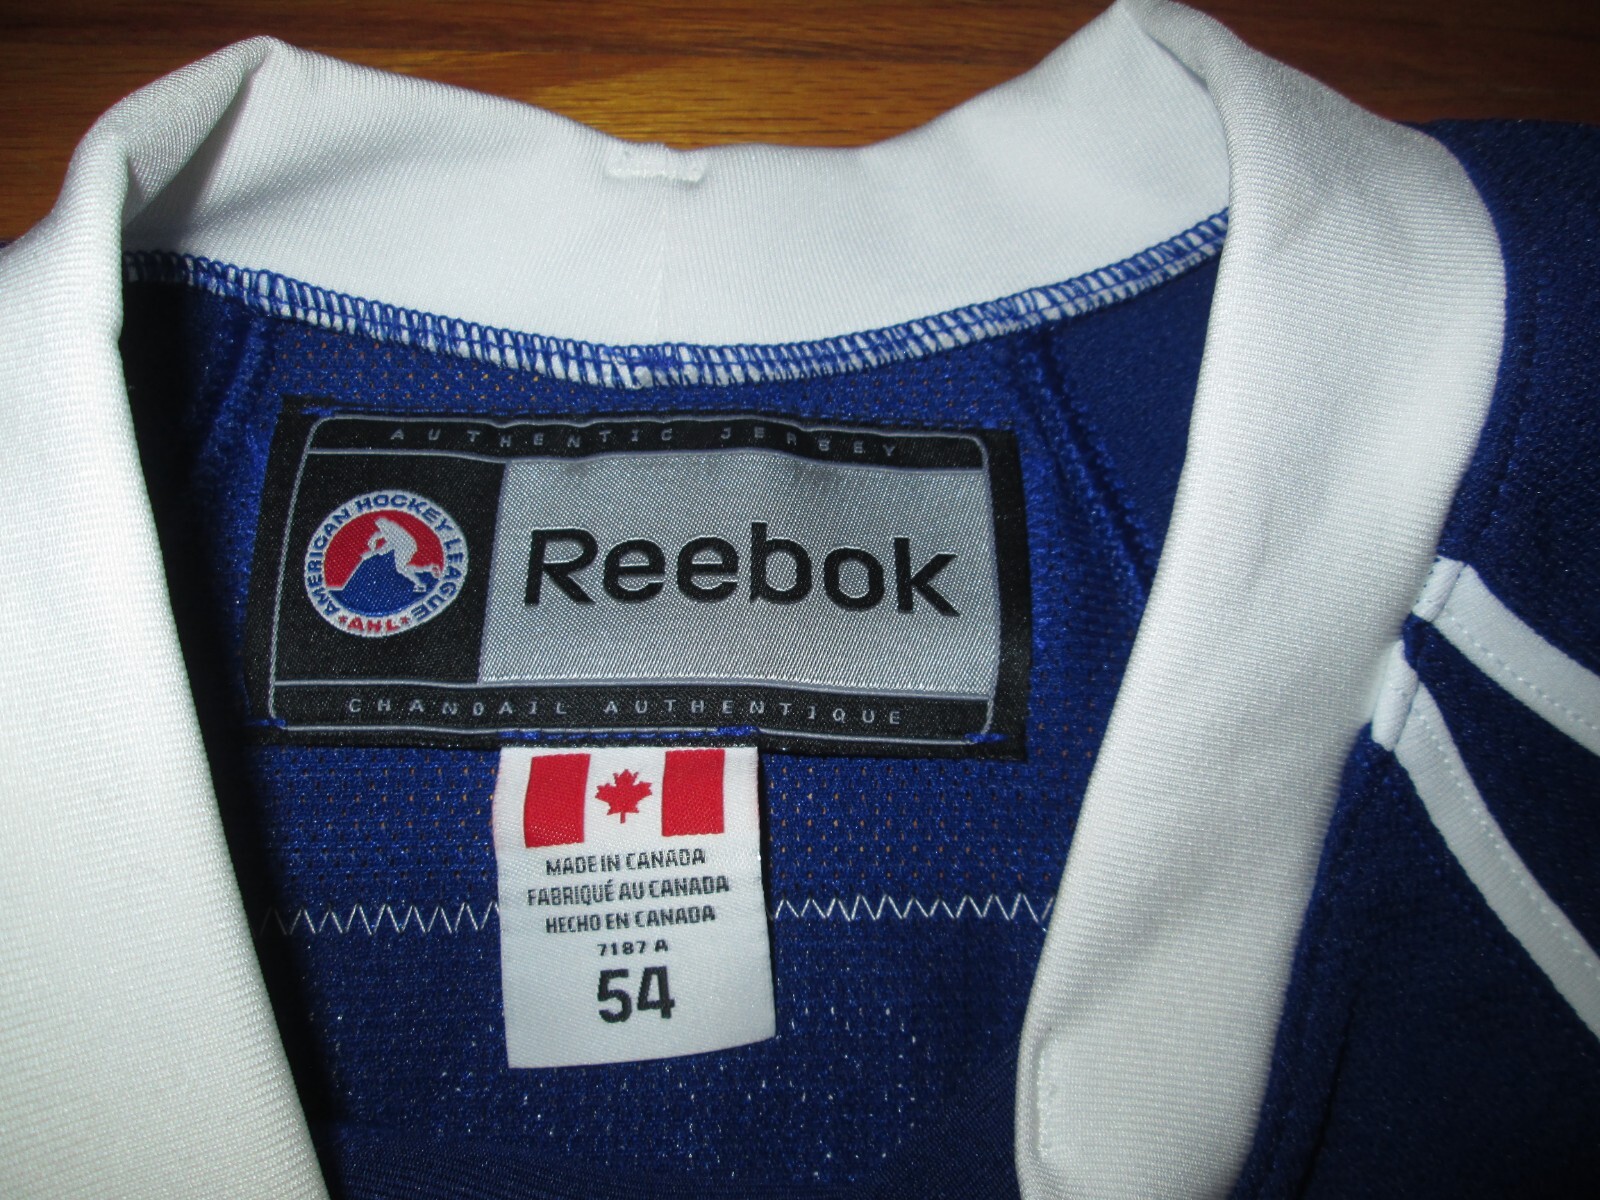 AUTHENTIC JERSEY
AMERICAN HOCKEY LEAGUE
★AHL★
Reebok
CHANDAIL AUTHENTIQUE
MADE IN CANADA
FABRIQUÉ AU CANADA
HECHO EN CANADA
7187 A
54